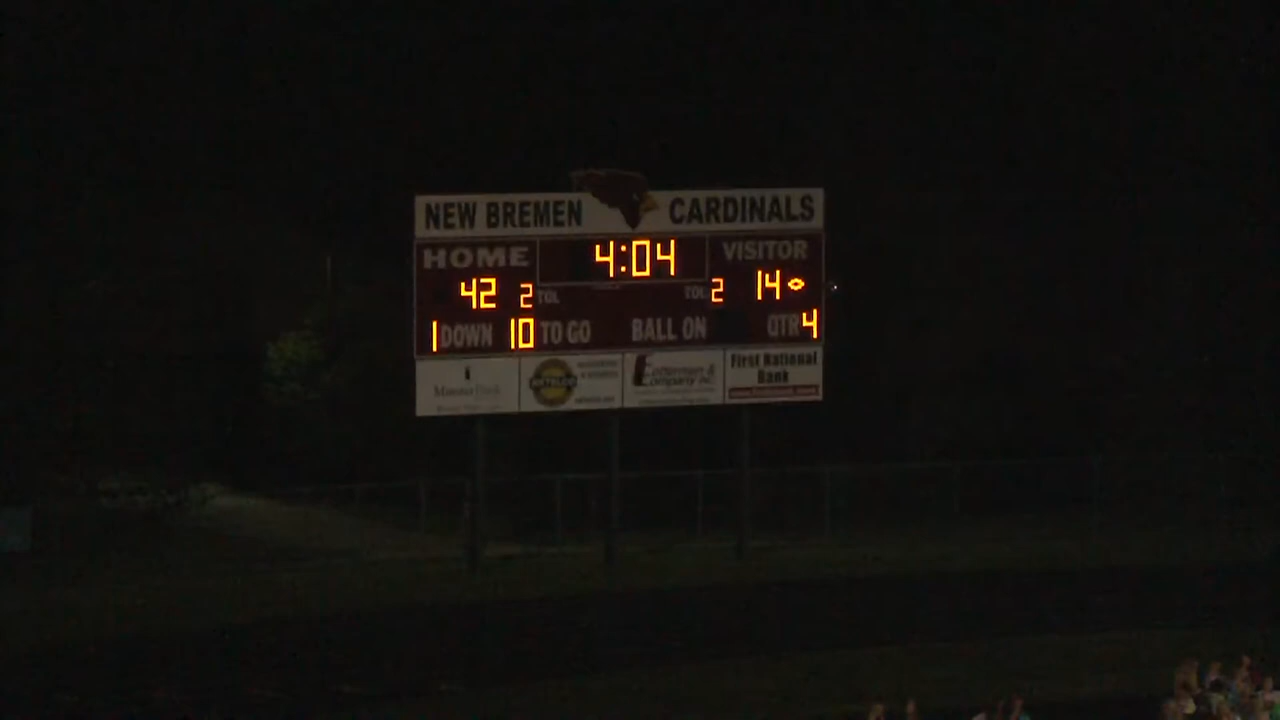 NEW BREMEN CARDINALS
HOME 4:04 VISITOR
42 2 TOL TOL 2 14
1 DOWN 10 TO GO BALL ON QTR 4
First National
Bank
Company